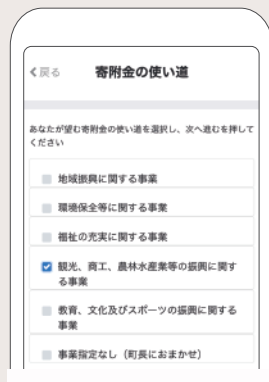 戻る 寄附金の使い道
あなたが望む寄附金の使い道を選択し、次へ進むを押して
ください
地域振興に関する事業
環境保全等に関する事業
福祉の充実に関する事業
観光、商工、農林水産業等の振興に関す
る事業
教育、文化及びスポーツの振興に関する
事業
事業指定なし（町長におまかせ）